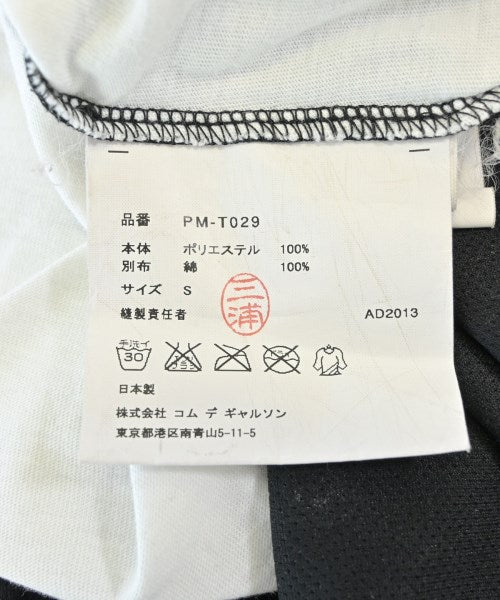 品番 PM-T029
本体 ポリエステル 100%
別布 綿 100%
サイズ S
縫製責任者 三浦 AD2013
手洗イ
30
日本製
株式会社 コム デ ギャルソン
東京都港区南青山5-11-5